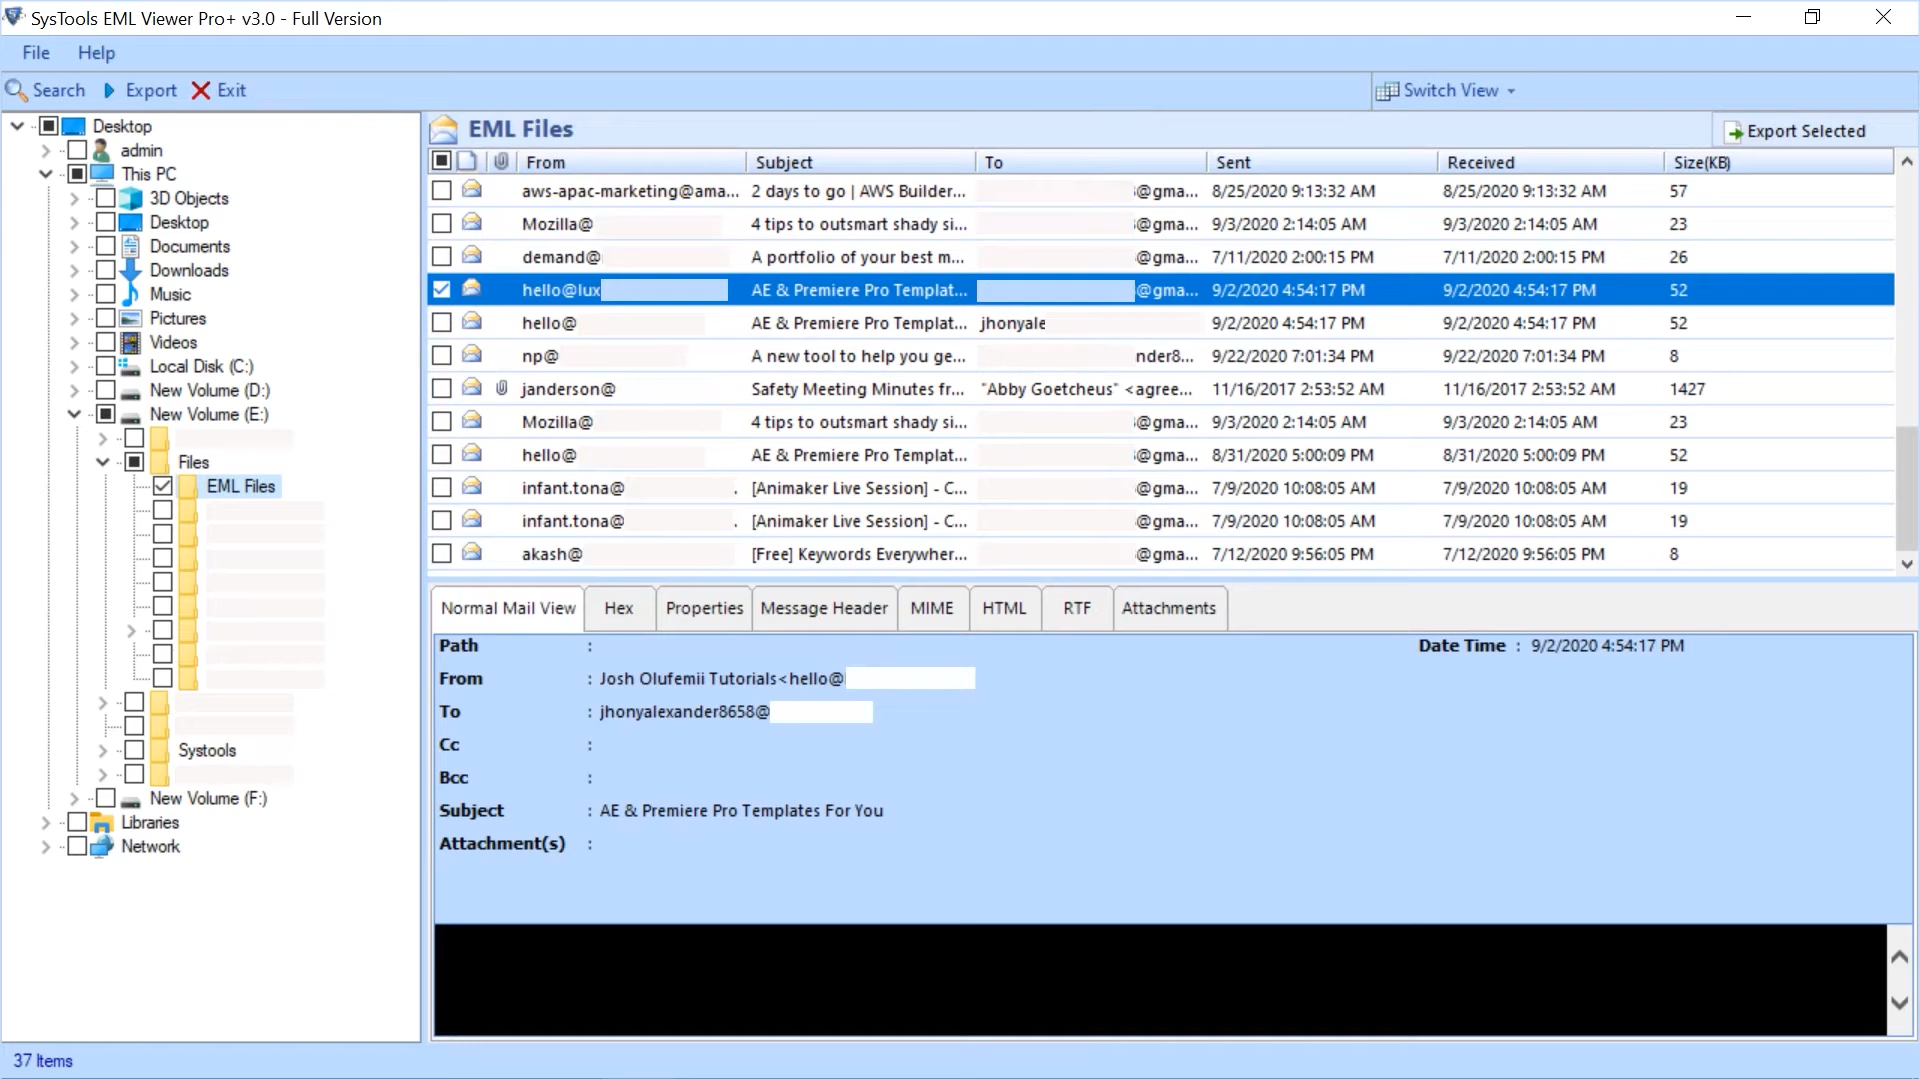 SysTools EML Viewer Pro+ v3.0 - Full Version
File Help
Search Export Exit Switch View
Desktop
admin
This PC
3D Objects
Desktop
Documents
Downloads
Music
Pictures
Videos
Local Disk (C:)
New Volume (D:)
New Volume (E:)
Files
EML Files
Systools
New Volume (F:)
Libraries
Network
EML Files Export Selected
From Subject To Sent Received Size(KB)
aws-apac-marketing@ama... 2 days to go | AWS Builder... @gma... 8/25/2020 9:13:32 AM 8/25/2020 9:13:32 AM 57
Mozilla@ 4 tips to outsmart shady si... @gma... 9/3/2020 2:14:05 AM 9/3/2020 2:14:05 AM 23
demand@ A portfolio of your best m... @gma... 7/11/2020 2:00:15 PM 7/11/2020 2:00:15 PM 26
hello@lux AE & Premiere Pro Templat... @gma... 9/2/2020 4:54:17 PM 9/2/2020 4:54:17 PM 52
hello@ AE & Premiere Pro Templat... jhonyale 9/2/2020 4:54:17 PM 9/2/2020 4:54:17 PM 52
np@ A new tool to help you ge... nder8... 9/22/2020 7:01:34 PM 9/22/2020 7:01:34 PM 8
janderson@ Safety Meeting Minutes fr... "Abby Goetcheus" <agree... 11/16/2017 2:53:52 AM 11/16/2017 2:53:52 AM 1427
Mozilla@ 4 tips to outsmart shady si... @gma... 9/3/2020 2:14:05 AM 9/3/2020 2:14:05 AM 23
hello@ AE & Premiere Pro Templat... @gma... 8/31/2020 5:00:09 PM 8/31/2020 5:00:09 PM 52
infant.tona@ . [Animaker Live Session] - C... @gma... 7/9/2020 10:08:05 AM 7/9/2020 10:08:05 AM 19
infant.tona@ . [Animaker Live Session] - C... @gma... 7/9/2020 10:08:05 AM 7/9/2020 10:08:05 AM 19
akash@ [Free] Keywords Everywher... @gma... 7/12/2020 9:56:05 PM 7/12/2020 9:56:05 PM 8
Normal Mail View Hex Properties Message Header MIME HTML RTF Attachments
Path : Date Time : 9/2/2020 4:54:17 PM
From : Josh Olufemii Tutorials<hello@
To : jhonyalexander8658@
Cc :
Bcc :
Subject : AE & Premiere Pro Templates For You
Attachment(s) :
37 Items